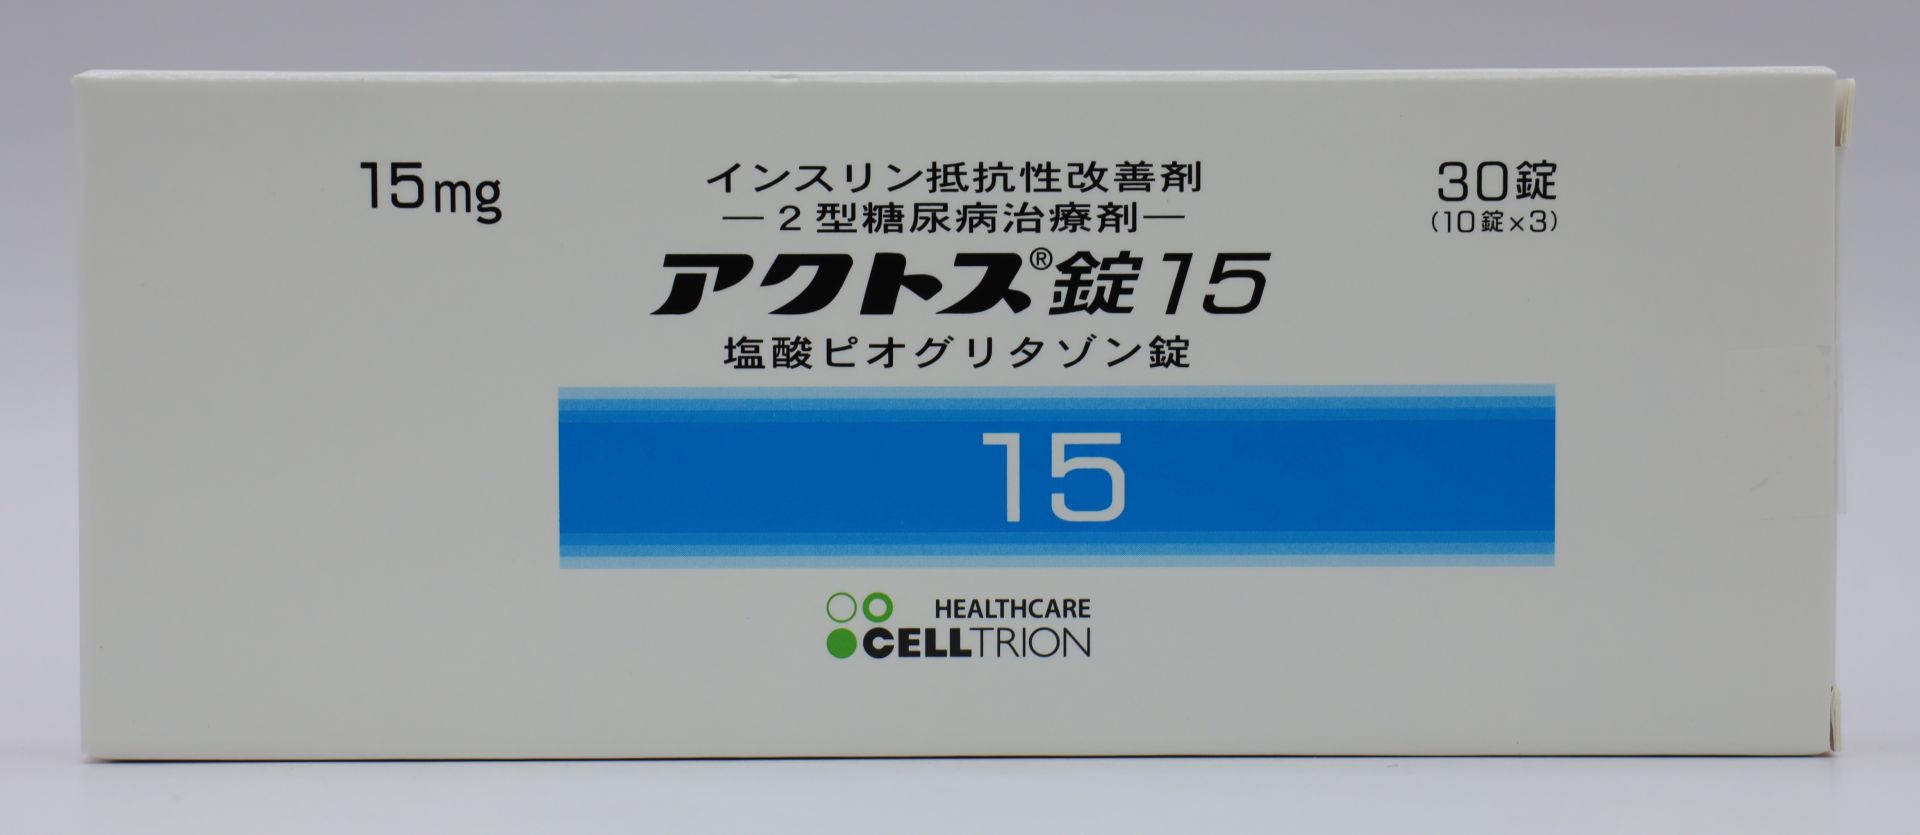 15mg
インスリン抵抗性改善剤
―2型糖尿病治療剤―
30錠
(10錠×3)
アクトス®錠15
塩酸ピオグリタゾン錠
15
HEALTHCARE
CELLTRION